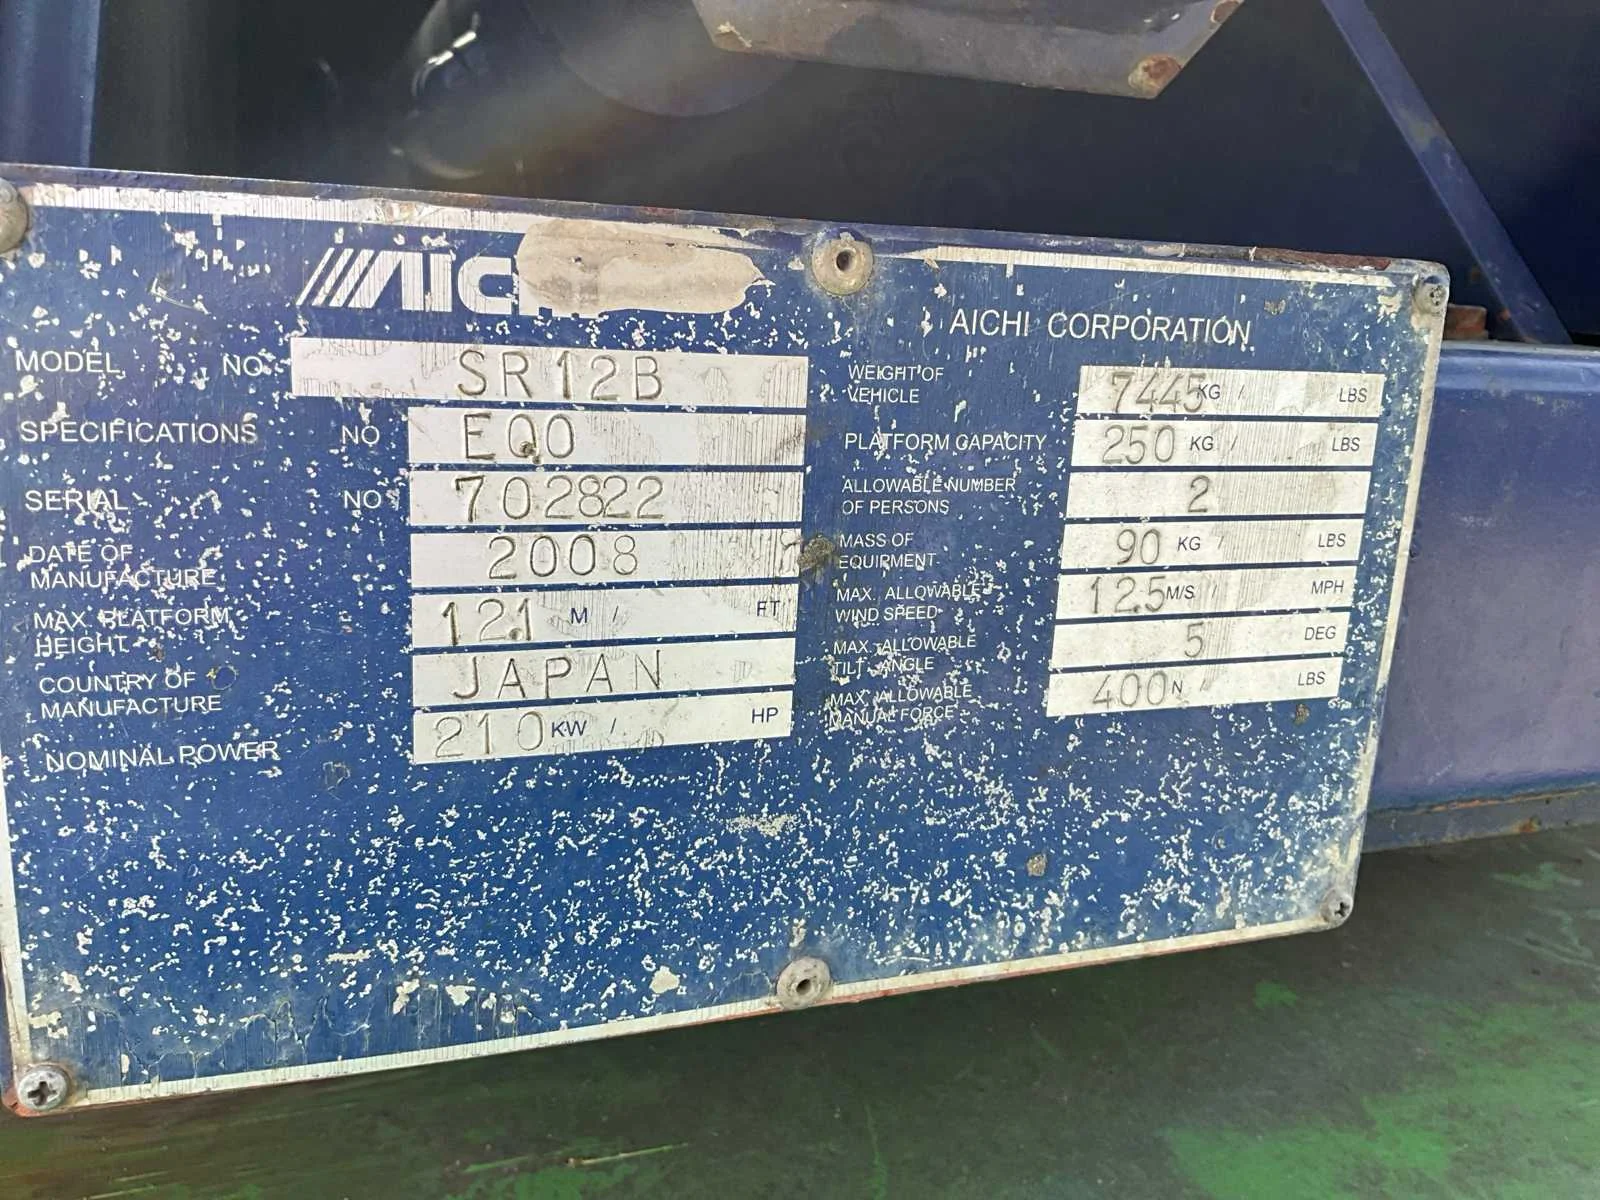 AICHI
AICHI CORPORATION
MODEL NO SR12B
SPECIFICATIONS NO EQ0
SERIAL NO 702822
DATE OF
MANUFACTURE 2008
MAX. PLATFORM
HEIGHT 12.1 M / FT
COUNTRY OF
MANUFACTURE JAPAN
NOMINAL POWER 210 KW / HP
WEIGHT OF
VEHICLE 7445 KG / LBS
PLATFORM CAPACITY 250 KG / LBS
ALLOWABLE NUMBER
OF PERSONS 2
MASS OF
EQUIPMENT 90 KG / LBS
MAX. ALLOWABLE
WIND SPEED 12.5 M/S / MPH
MAX. ALLOWABLE
TILT ANGLE 5 DEG
MAX. ALLOWABLE
MANUAL FORCE 400 N / LBS